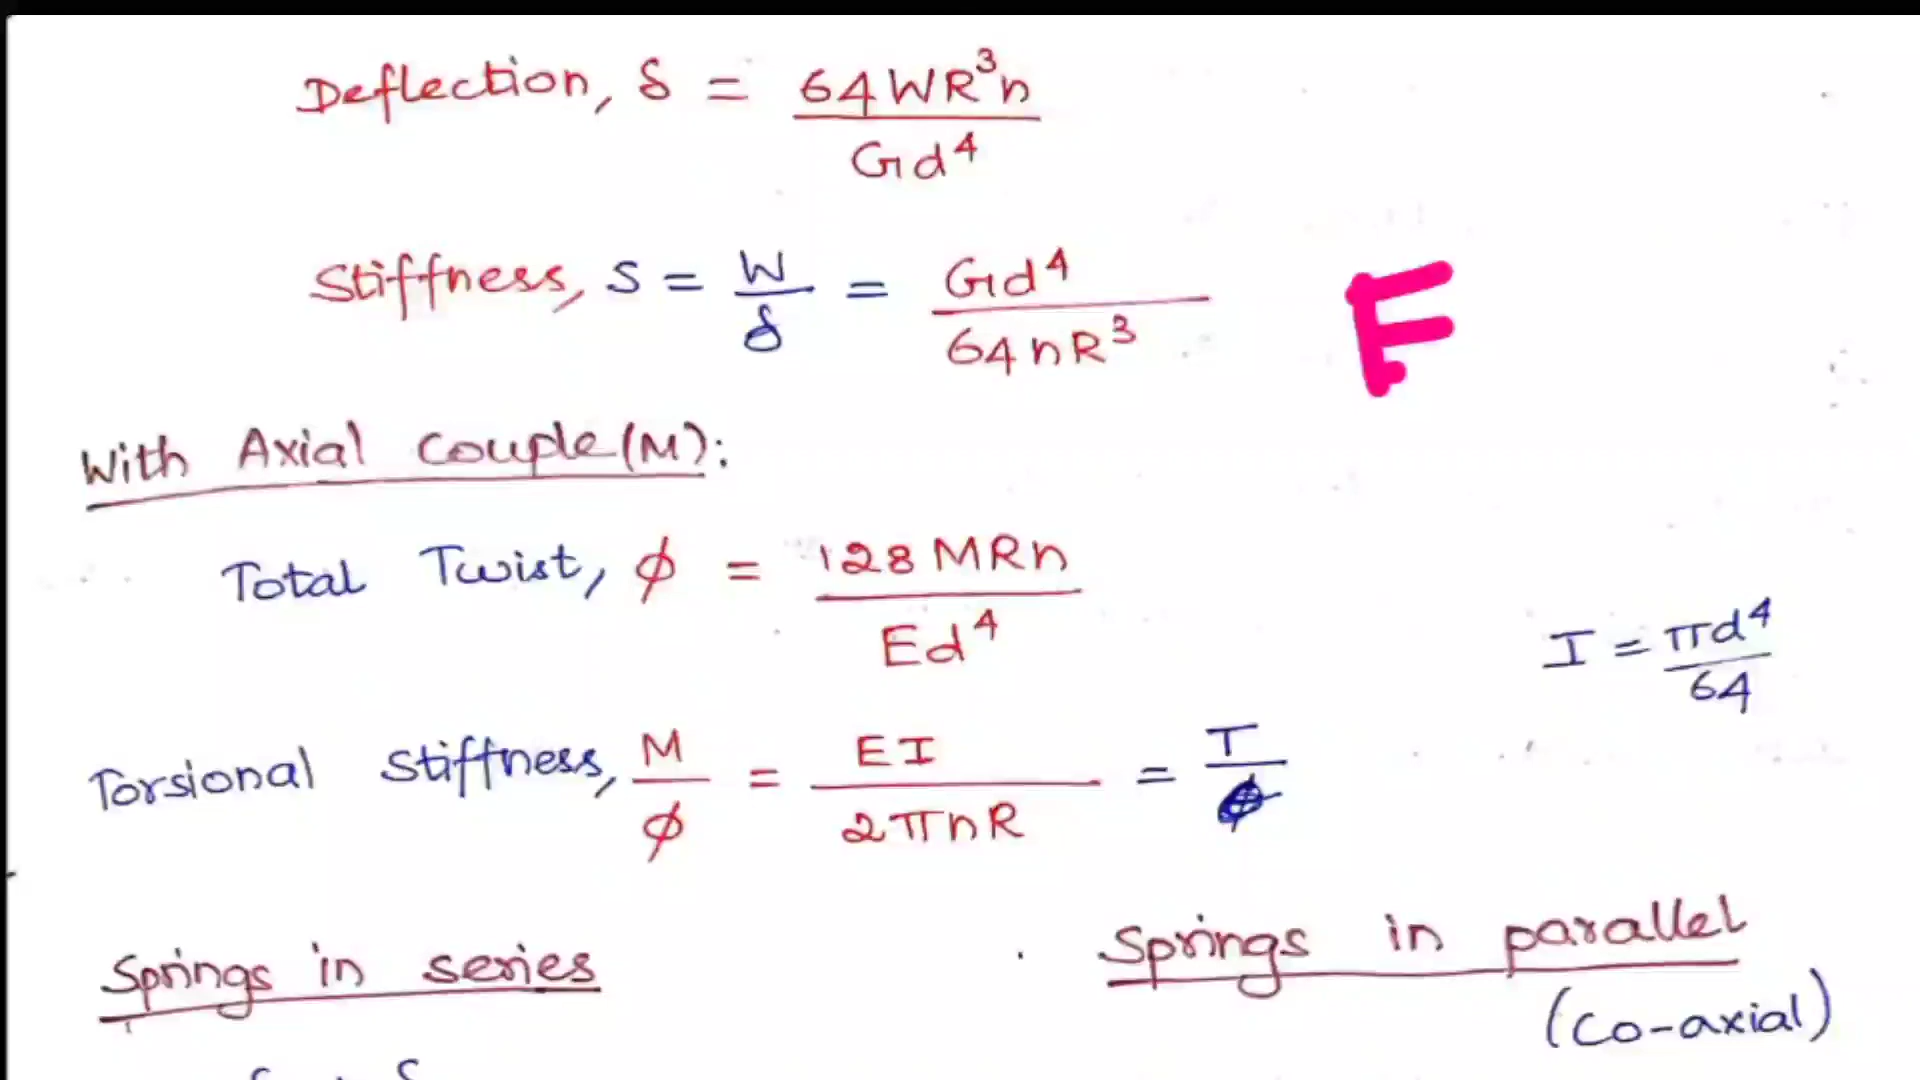 Deflection, δ = 64WR³n / Gd⁴
Stiffness, S = W/δ = Gd⁴ / 64nR³
F
With Axial couple(M):
Total Twist, ϕ = 128MRn / Ed⁴
I = πd⁴ / 64
Torsional stiffness, M/ϕ = EI / 2πnR = T/ϕ
Springs in series
Springs in parallel
(co-axial)